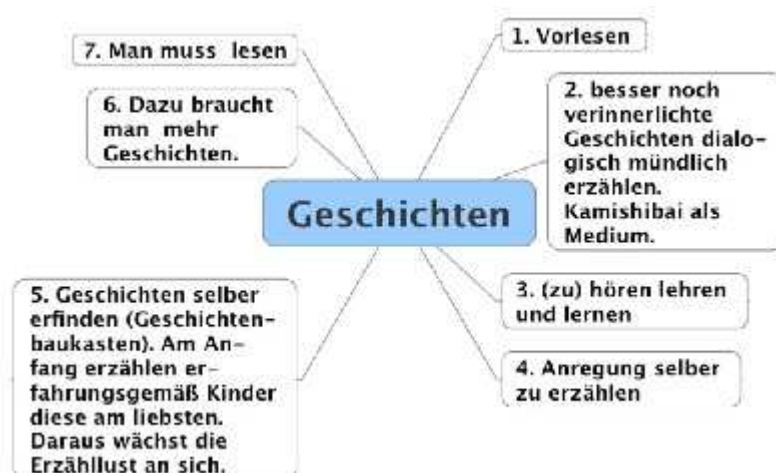 1. Vorlesen
2. besser noch
verinnerlichte
Geschichten dialo-
gisch mündlich
erzählen.
Kamishibai als
Medium.
3. (zu) hören lehren
und lernen
4. Anregung selber
zu erzählen
5. Geschichten selber
erfinden (Geschichten-
baukasten). Am An-
fang erzählen er-
fahrungsgemäß Kinder
diese am liebsten.
Daraus wächst die
Erzähllust an sich.
6. Dazu braucht
man mehr
Geschichten.
7. Man muss lesen
Geschichten